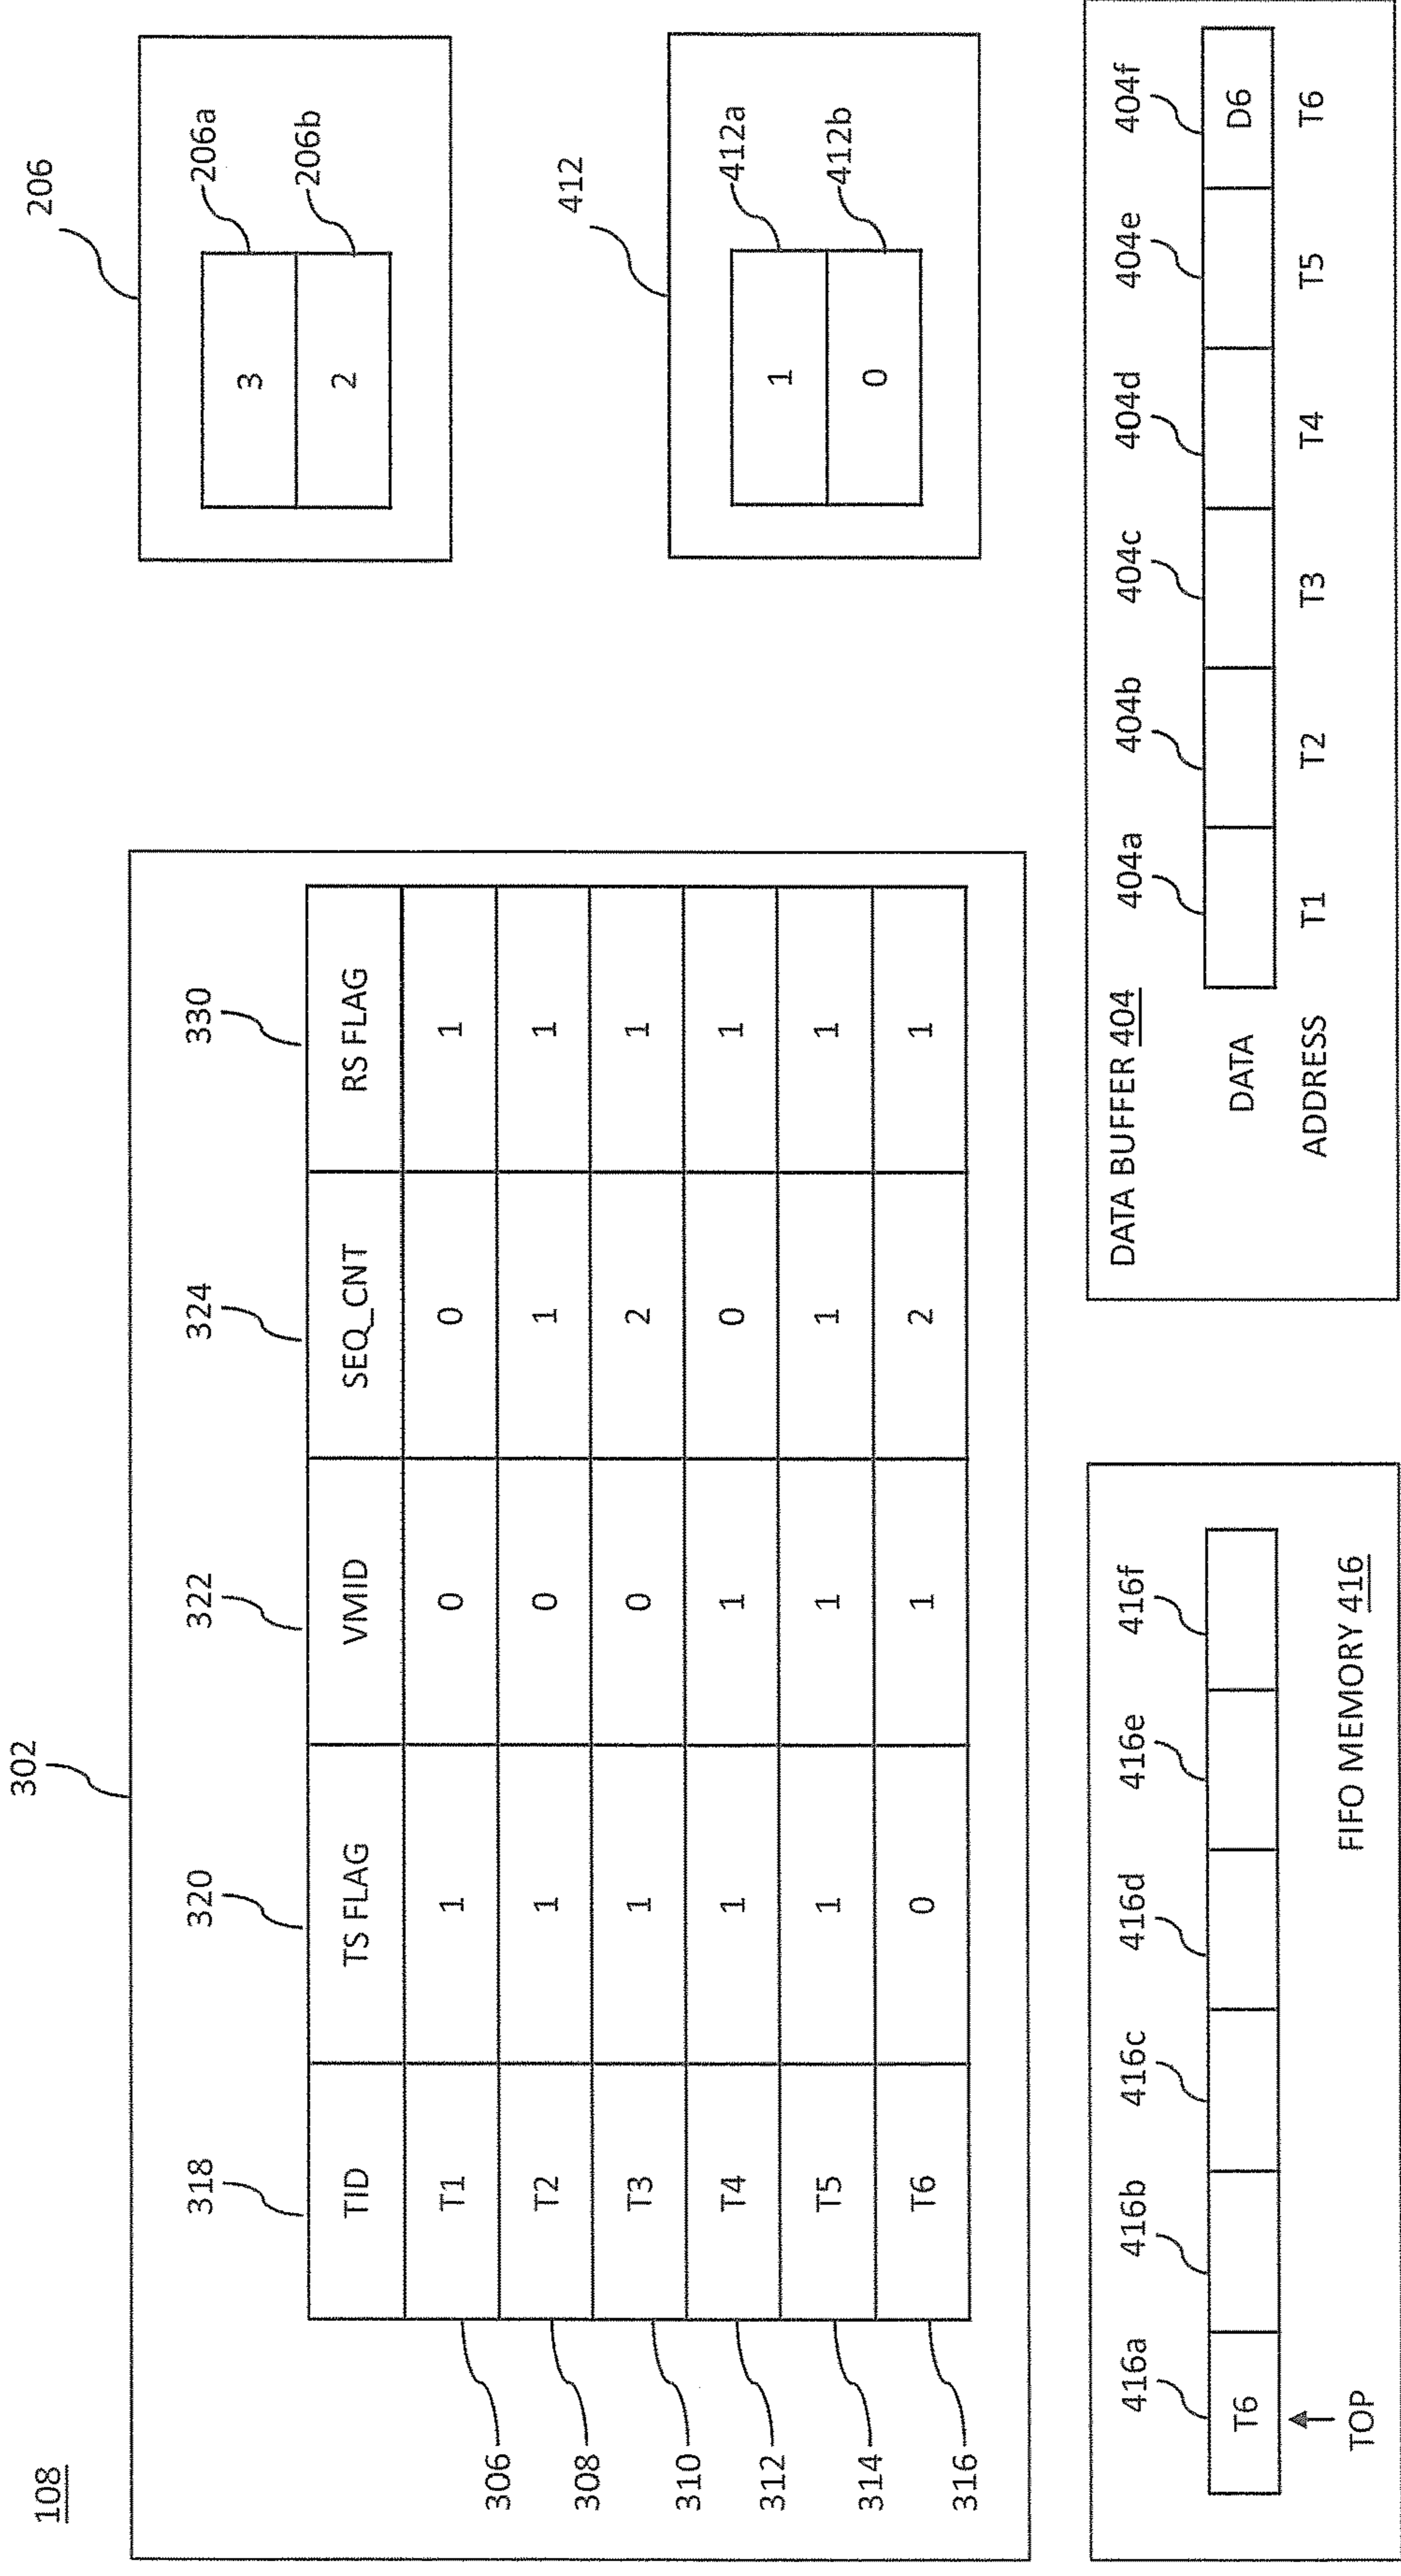 108
302
318 320 322 324 330
TID TS FLAG VMID SEQ_CNT RS FLAG
306 T1 1 0 0 1
308 T2 1 0 1 1
310 T3 1 0 2 1
312 T4 1 1 0 1
314 T5 1 1 1 1
316 T6 0 1 2 1
206
3 206a
2 206b
412
1 412a
0 412b
416a 416b 416c 416d 416e 416f
T6
TOP
FIFO MEMORY 416
DATA BUFFER 404
404a 404b 404c 404d 404e 404f
DATA D6
ADDRESS T1 T2 T3 T4 T5 T6